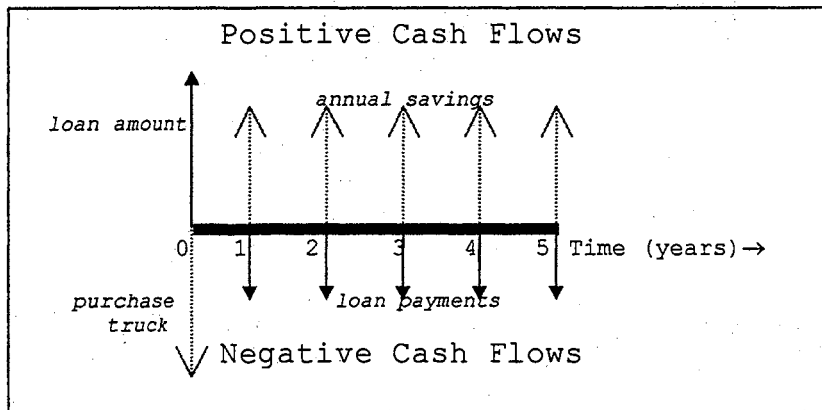 Positive Cash Flows
annual savings
loan amount
0 1 2 3 4 5 Time (years)→
purchase
truck
loan payments
Negative Cash Flows